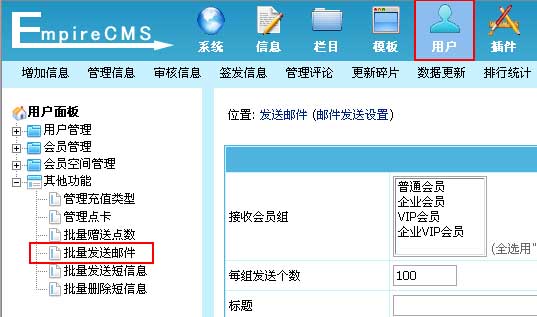 EmpireCMS
系统 信息 栏目 模板 用户 插件
增加信息 管理信息 审核信息 签发信息 管理评论 更新碎片 数据更新 排行统计
用户面板
用户管理
会员管理
会员空间管理
其他功能
管理充值类型
管理点卡
批量赠送点数
批量发送邮件
批量发送短信息
批量删除短信息
位置: 发送邮件 (邮件发送设置)
接收会员组
普通会员
企业会员
VIP会员
企业VIP会员
(全选用"
每组发送个数 100
标题